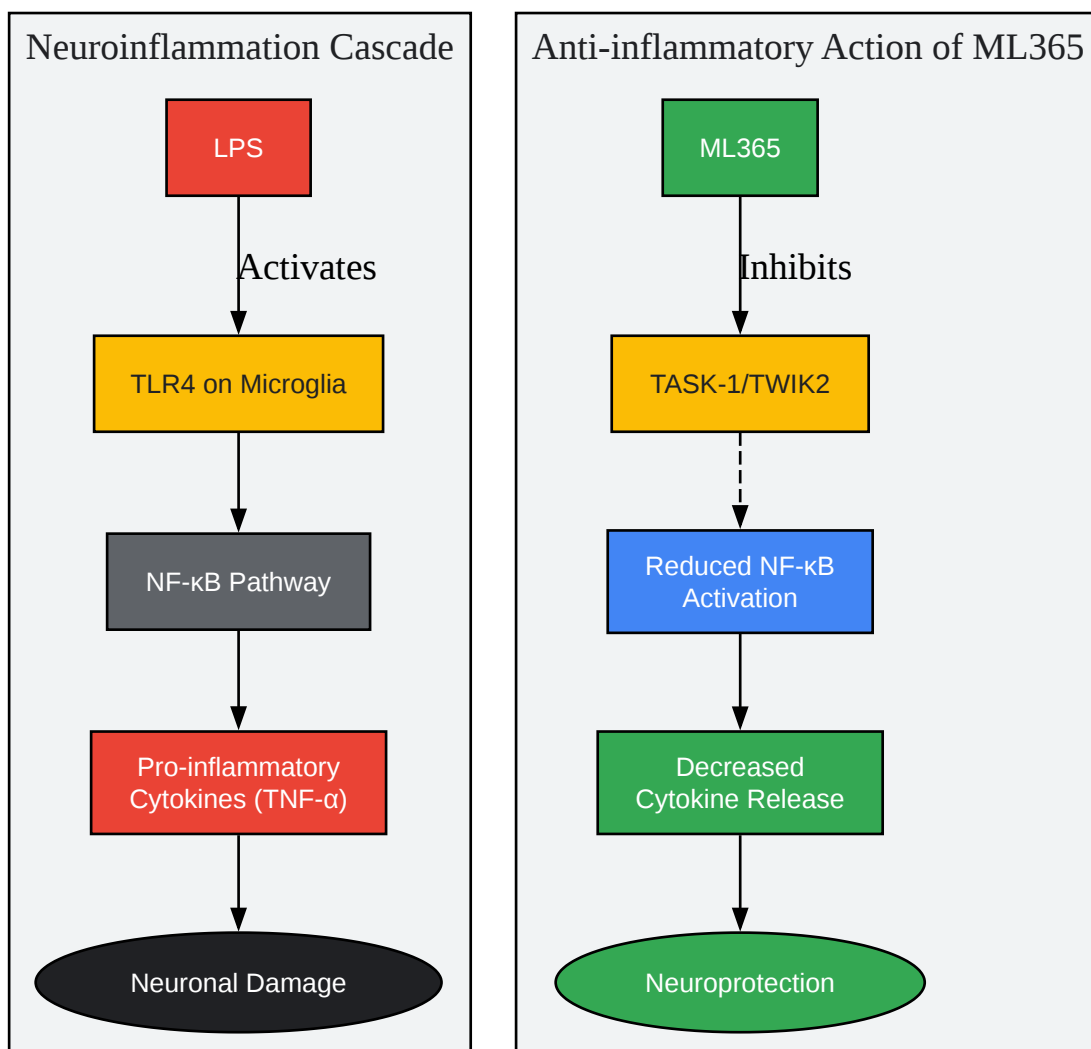 Neuroinflammation Cascade
LPS
Activates
TLR4 on Microglia
NF-κB Pathway
Pro-inflammatory
Cytokines (TNF-α)
Neuronal Damage
Anti-inflammatory Action of ML365
ML365
Inhibits
TASK-1/TWIK2
Reduced NF-κB
Activation
Decreased
Cytokine Release
Neuroprotection